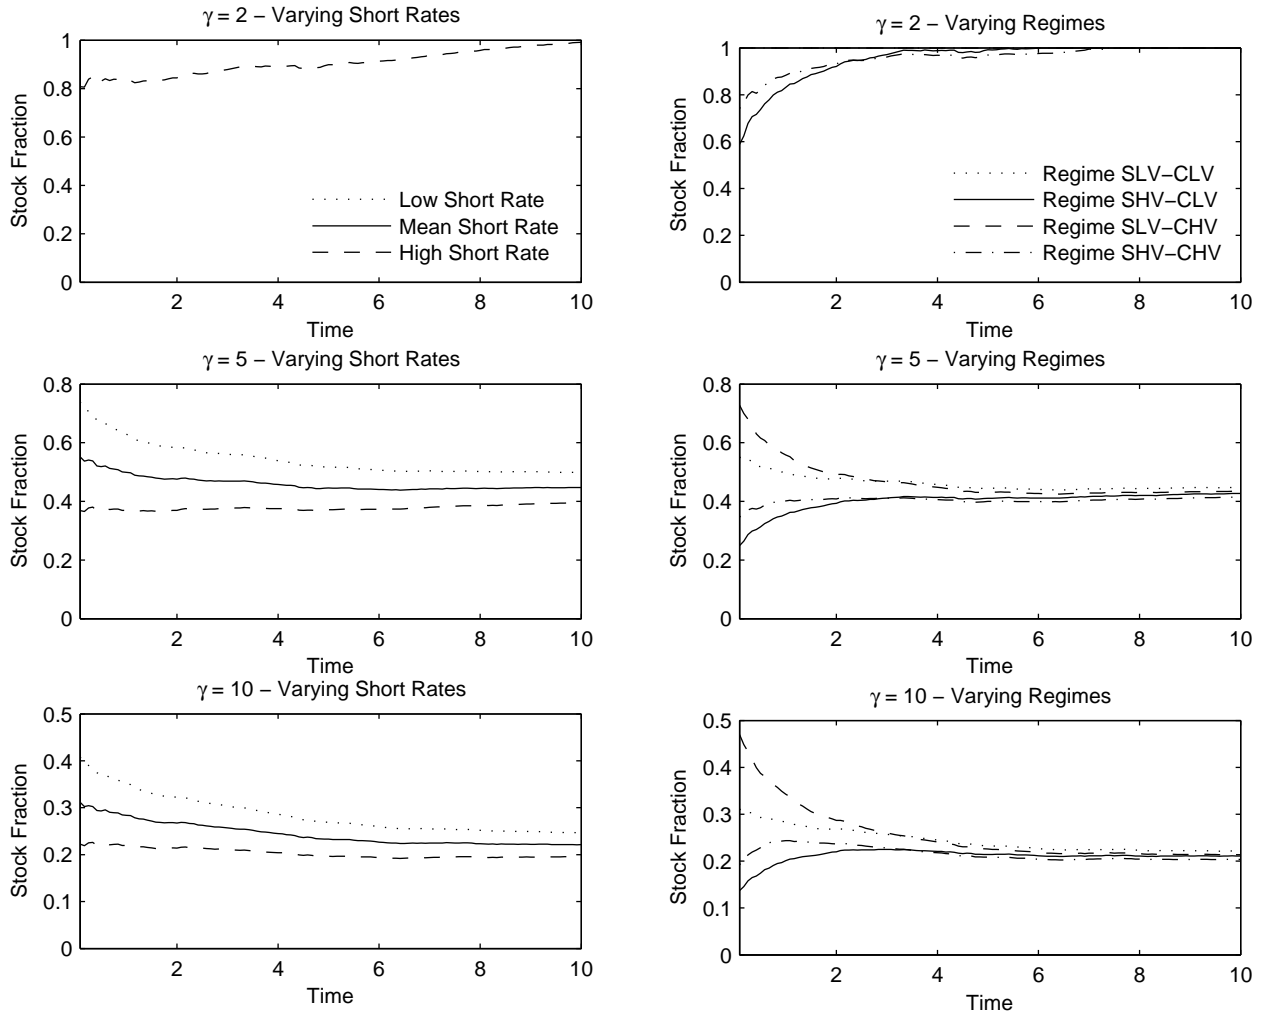 γ = 2 − Varying Short Rates
1
0.8
0.6
0.4
0.2
0
Stock Fraction
Low Short Rate
Mean Short Rate
High Short Rate
2 4 6 8 10
Time
γ = 2 − Varying Regimes
1
0.8
0.6
0.4
0.2
0
Stock Fraction
Regime SLV−CLV
Regime SHV−CLV
Regime SLV−CHV
Regime SHV−CHV
2 4 6 8 10
Time
γ = 5 − Varying Short Rates
0.8
0.6
0.4
0.2
0
Stock Fraction
2 4 6 8 10
Time
γ = 5 − Varying Regimes
0.8
0.6
0.4
0.2
0
Stock Fraction
2 4 6 8 10
Time
γ = 10 − Varying Short Rates
0.5
0.4
0.3
0.2
0.1
0
Stock Fraction
2 4 6 8 10
Time
γ = 10 − Varying Regimes
0.5
0.4
0.3
0.2
0.1
0
Stock Fraction
2 4 6 8 10
Time